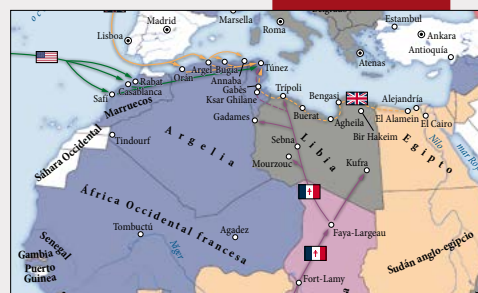 Madrid
Lisboa
Marsella
Roma
Estambul
Ankara
Antioquía
Atenas
Argel
Bugía
Túnez
Orán
Annaba
Rabat
Casablanca
Safi
Gabès
Ksar Ghilane
Trípoli
Marruecos
Gadames
Bengasi
Alejandría
Buerat
Agheila
El Alamein
El Cairo
Bir Hakeim
Sáhara Occidental
Tindourf
Argelia
Sebna
Libia
Egipto
Mourzouc
Kufra
Nilo
mar Ro
África Occidental francesa
Tombuctú
Agadez
Níger
Faya-Largeau
Senegal
Gambia
Puerto
Guinea
Sudán anglo-egipcio
Fort-Lamy